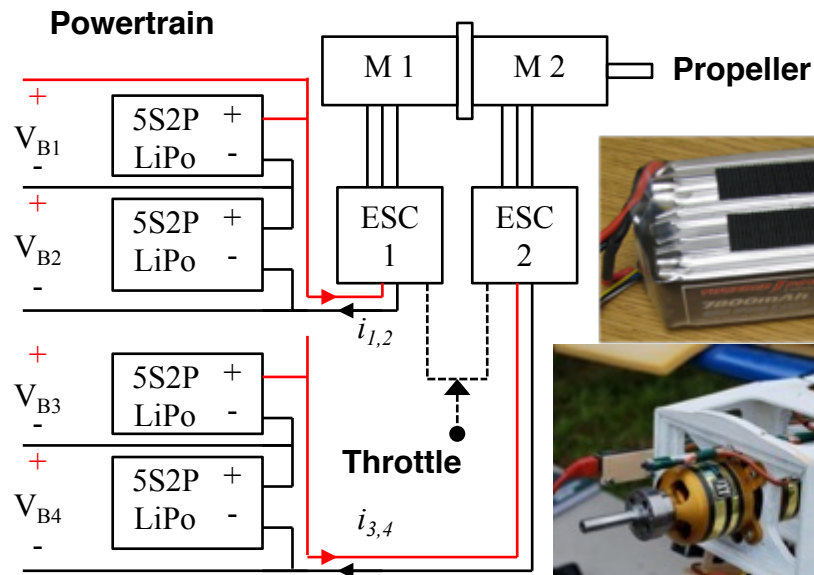 Powertrain
M 1
M 2
Propeller
+
V_B1
-
5S2P +
LiPo -
+
V_B2
-
5S2P +
LiPo -
ESC
1
ESC
2
i_1,2
7800mAh
+
V_B3
-
5S2P +
LiPo -
+
V_B4
-
5S2P +
LiPo -
Throttle
i_3,4